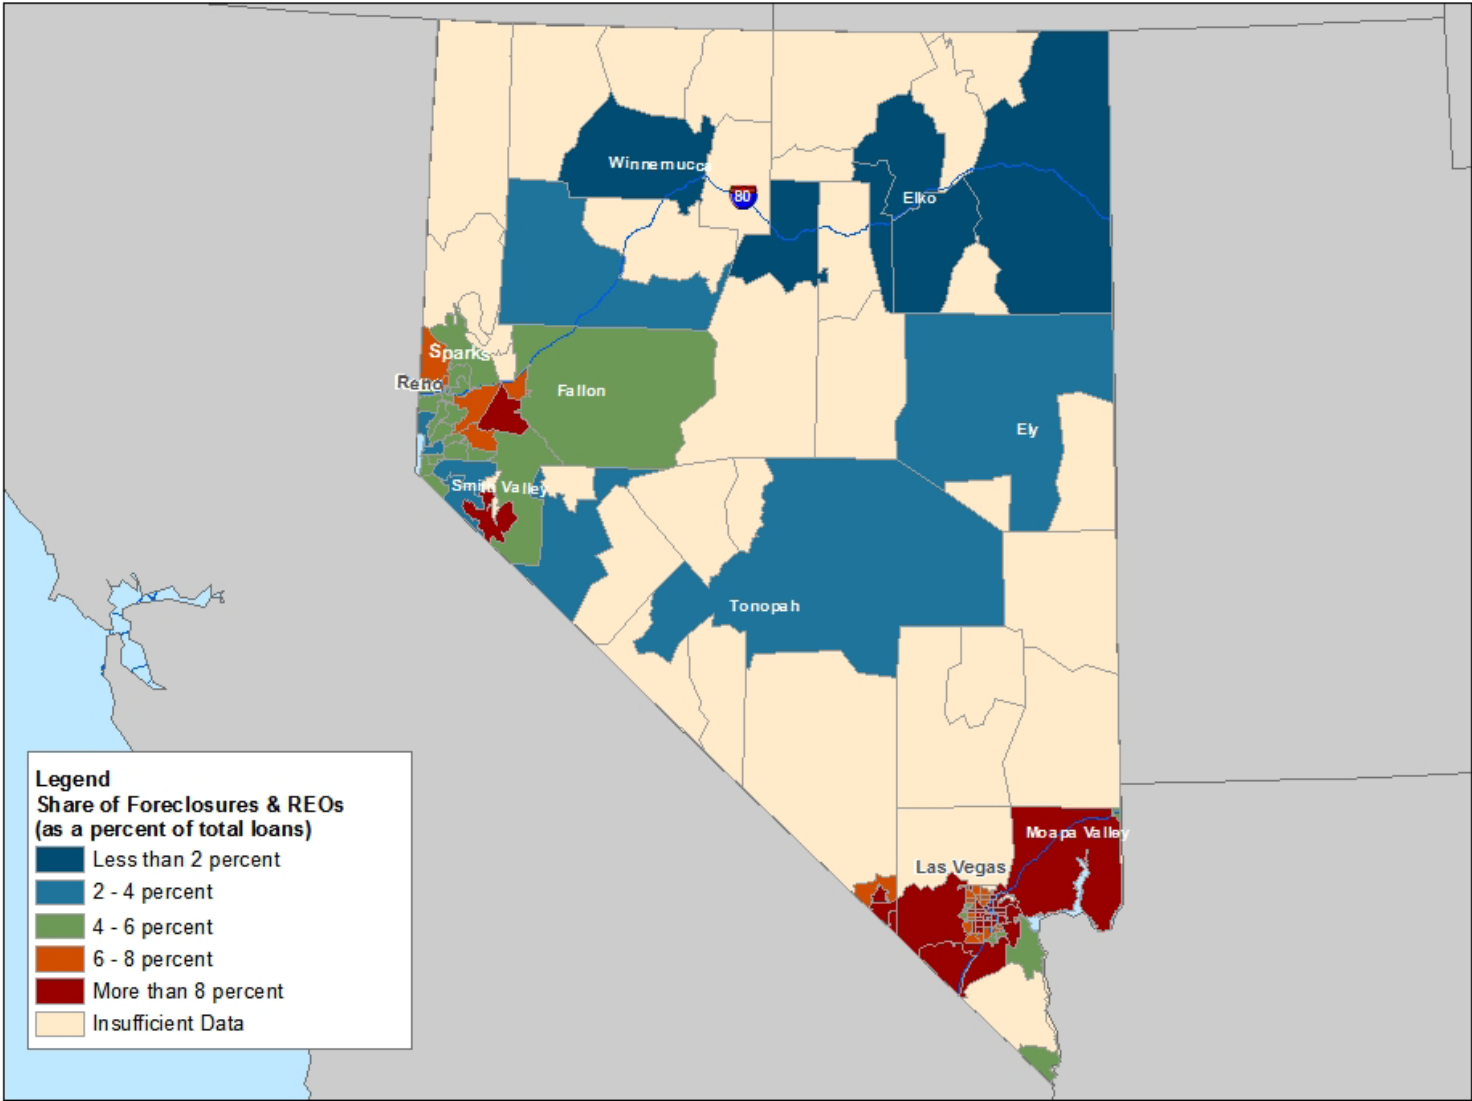 Winnemucca
80
Elko
Sparks
Reno
Fallon
Ely
Smith Valley
Tonopah
Moapa Valley
Las Vegas
Legend
Share of Foreclosures & REOs
(as a percent of total loans)
Less than 2 percent
2 - 4 percent
4 - 6 percent
6 - 8 percent
More than 8 percent
Insufficient Data